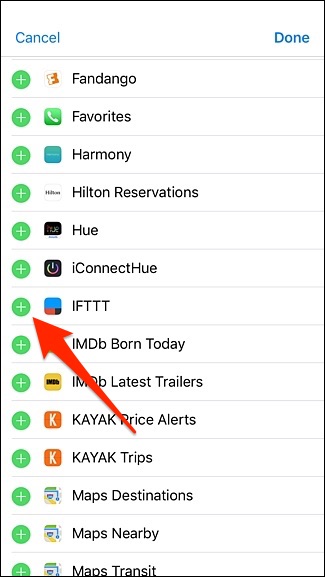 Cancel Done
Fandango
Favorites
Harmony
Hilton Hilton Reservations
hue Hue
iConnectHue
IFTTT
IMDb Born Today
IMDb IMDb Latest Trailers
K KAYAK Price Alerts
K KAYAK Trips
Maps Destinations
Maps Nearby
Maps Transit